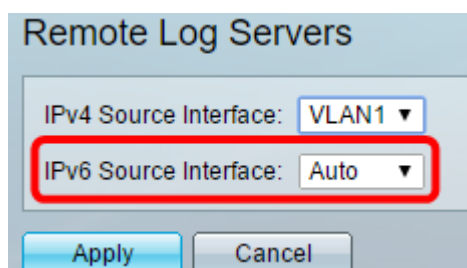 Remote Log Servers
IPv4 Source Interface: VLAN1
IPv6 Source Interface: Auto
Apply Cancel